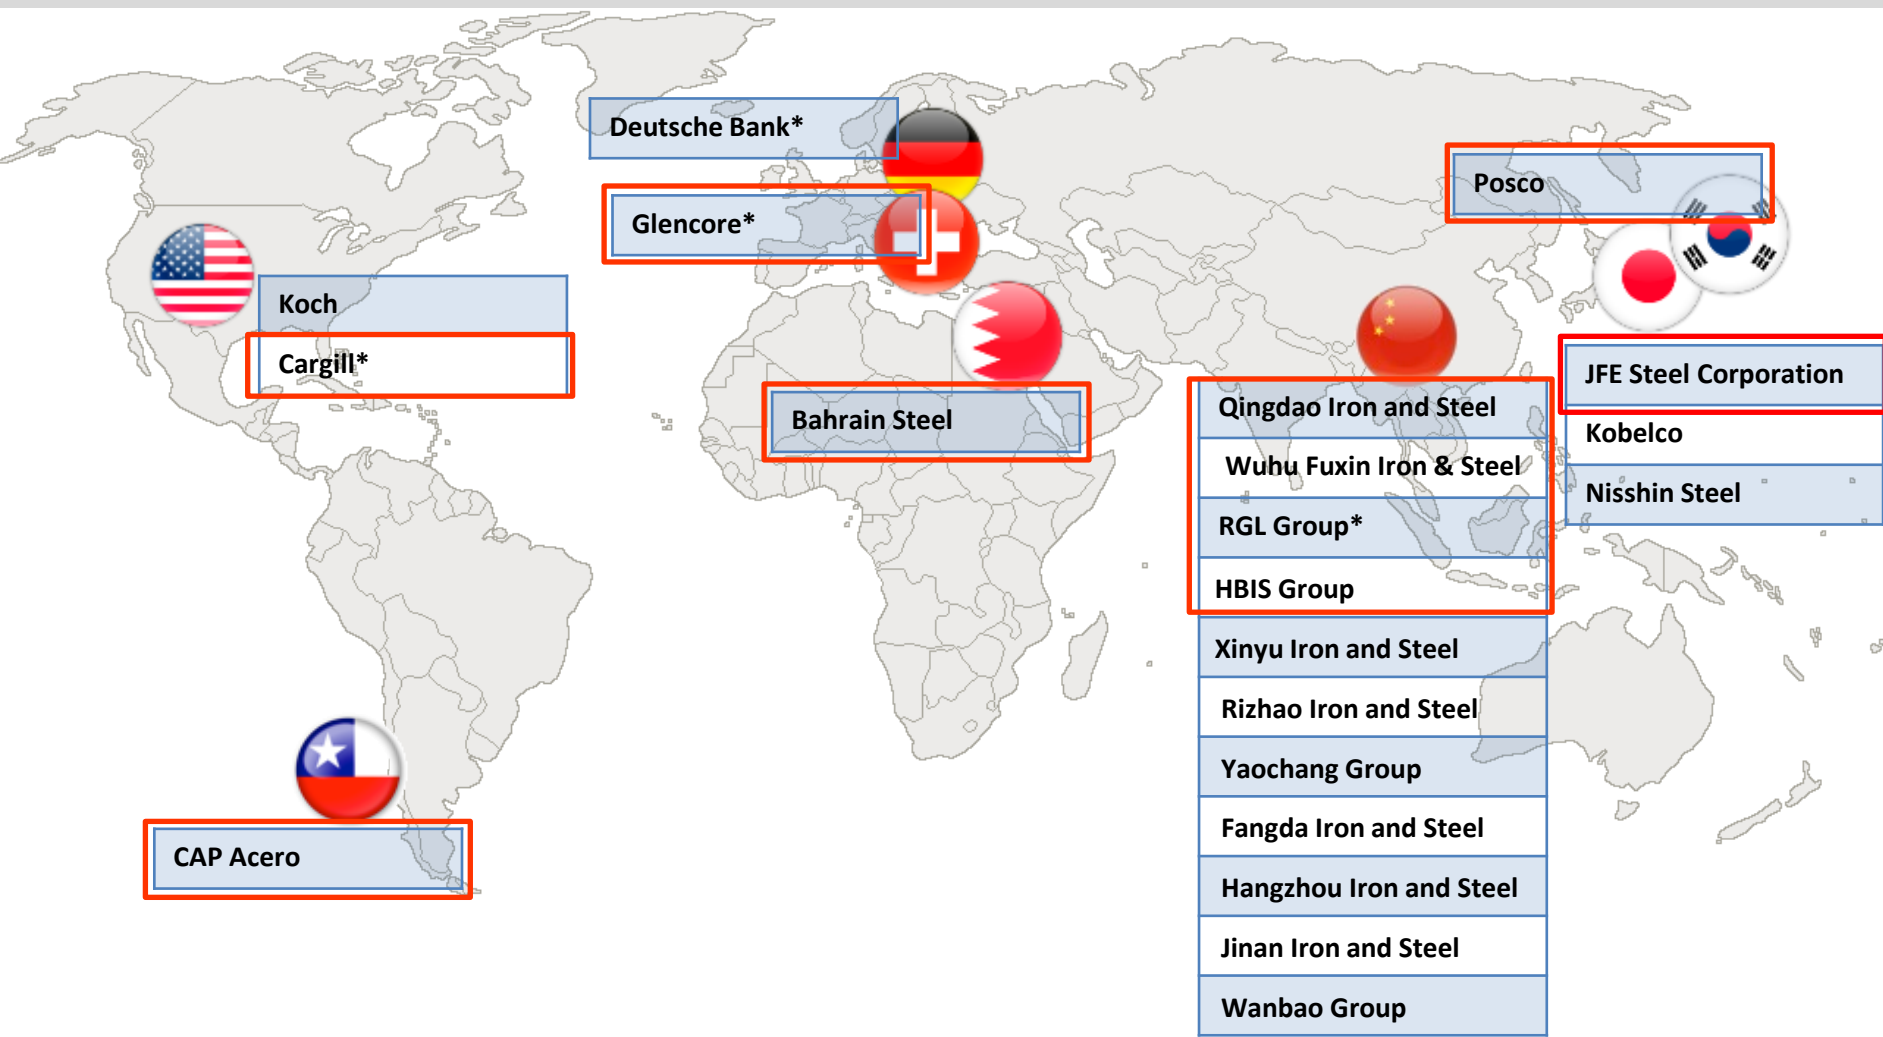 Deutsche Bank*
Glencore*
Posco
Koch
Cargill*
Bahrain Steel
JFE Steel Corporation
Kobelco
Nisshin Steel
Qingdao Iron and Steel
Wuhu Fuxin Iron & Steel
RGL Group*
HBIS Group
Xinyu Iron and Steel
Rizhao Iron and Steel
Yaochang Group
Fangda Iron and Steel
Hangzhou Iron and Steel
Jinan Iron and Steel
Wanbao Group
CAP Acero